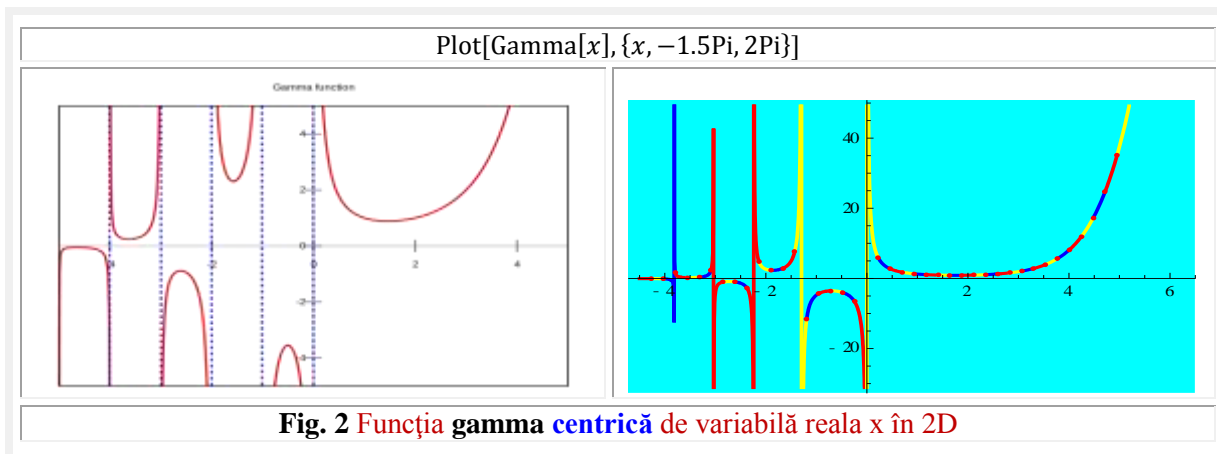 Plot[Gamma[x], {x, −1.5Pi, 2Pi}]
Gamma function
4
2
0
-2
-2 0 2 4
40
20
- 20
- 4 - 2 2 4 6
Fig. 2 Funcţia gamma centrică de variabilă reala x în 2D